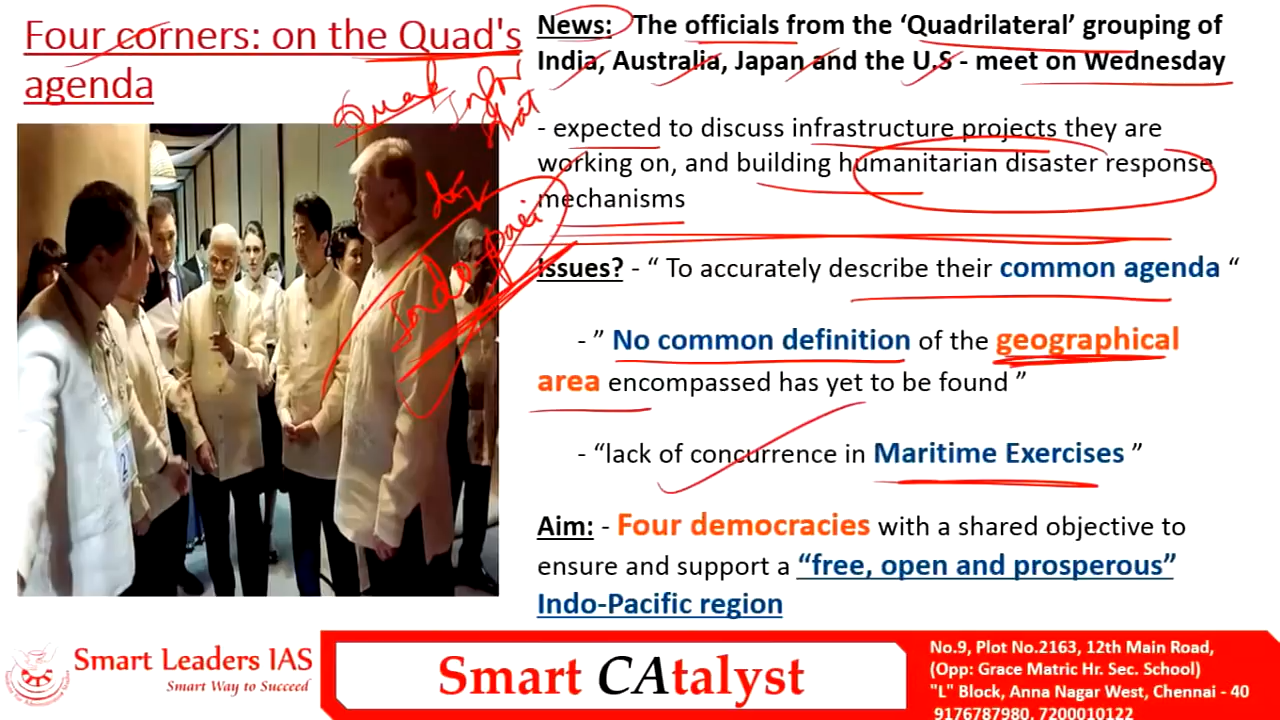 Four corners: on the Quad's
agenda
News: The officials from the ‘Quadrilateral’ grouping of
India, Australia, Japan and the U.S - meet on Wednesday
- expected to discuss infrastructure projects they are
working on, and building humanitarian disaster response
mechanisms
Issues? - “ To accurately describe their common agenda “
- ” No common definition of the geographical
area encompassed has yet to be found ”
- “lack of concurrence in Maritime Exercises ”
Aim: - Four democracies with a shared objective to
ensure and support a “free, open and prosperous”
Indo-Pacific region
Quad
Indo paci
2
Smart Leaders IAS
Smart Way to Succeed
Smart CAtalyst
No.9, Plot No.2163, 12th Main Road,
(Opp: Grace Matric Hr. Sec. School)
"L" Block, Anna Nagar West, Chennai - 40
9176787980, 7200010122